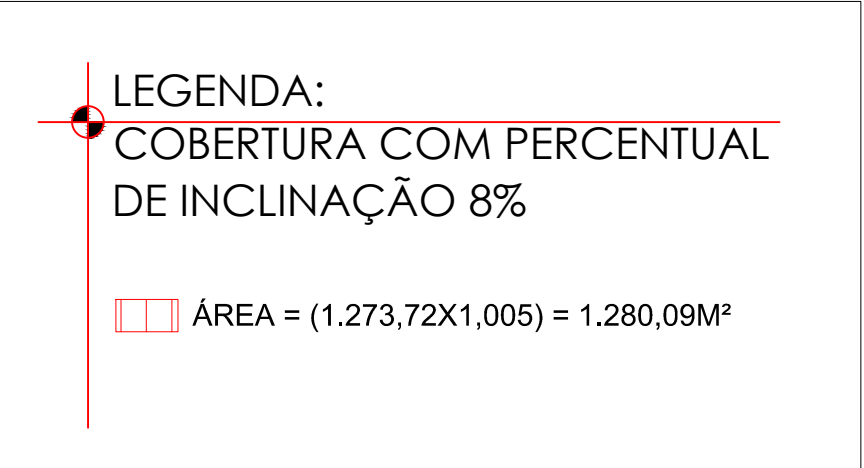 LEGENDA:
COBERTURA COM PERCENTUAL
DE INCLINAÇÃO 8%
ÁREA = (1.273,72X1,005) = 1.280,09M²